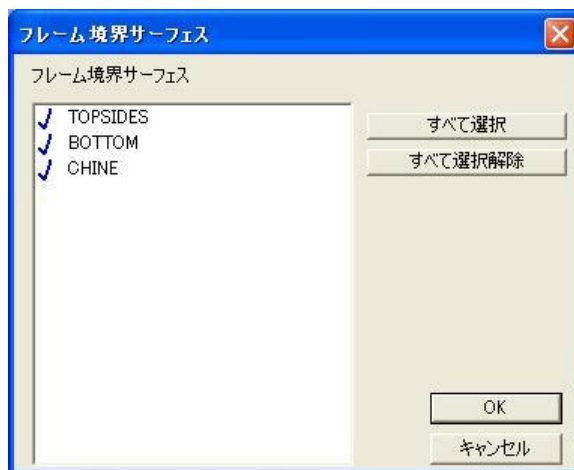 フレーム境界サーフェス
フレーム境界サーフェス
TOPSIDES
BOTTOM
CHINE
すべて選択
すべて選択解除
OK
キャンセル